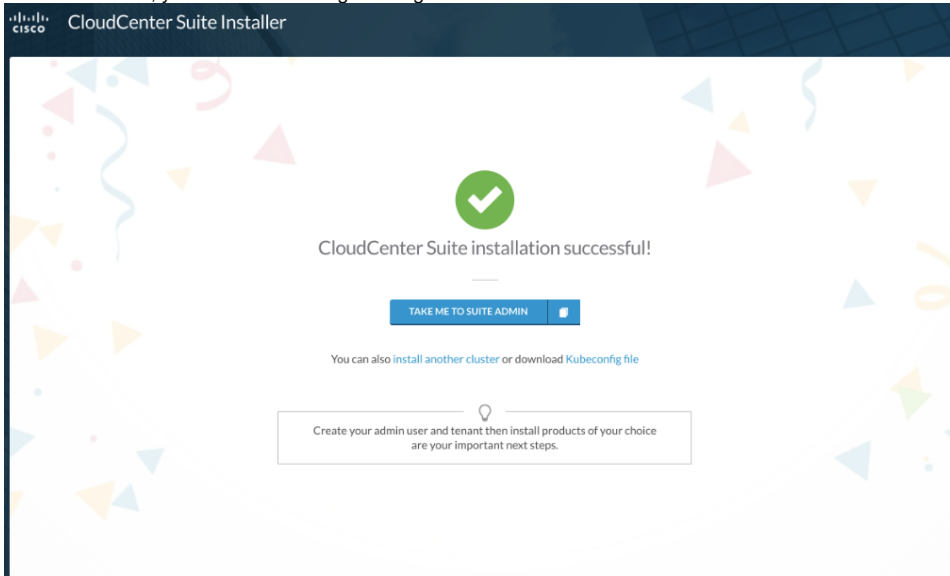 cisco CloudCenter Suite Installer
CloudCenter Suite installation successful!
TAKE ME TO SUITE ADMIN
You can also install another cluster or download Kubeconfig file
Create your admin user and tenant then install products of your choice
are your important next steps.